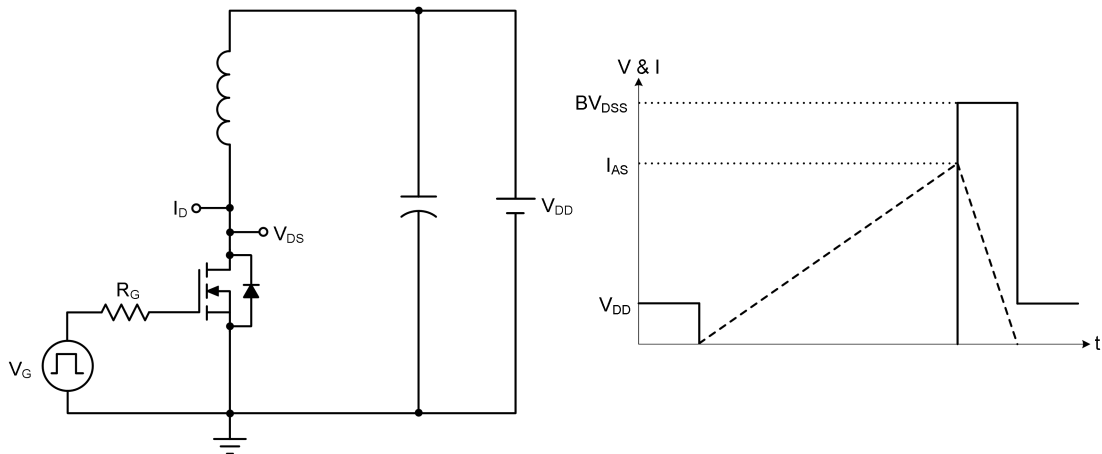 I_D
V_DS
R_G
V_G
V_DD
V & I
BV_DSS
I_AS
V_DD
t